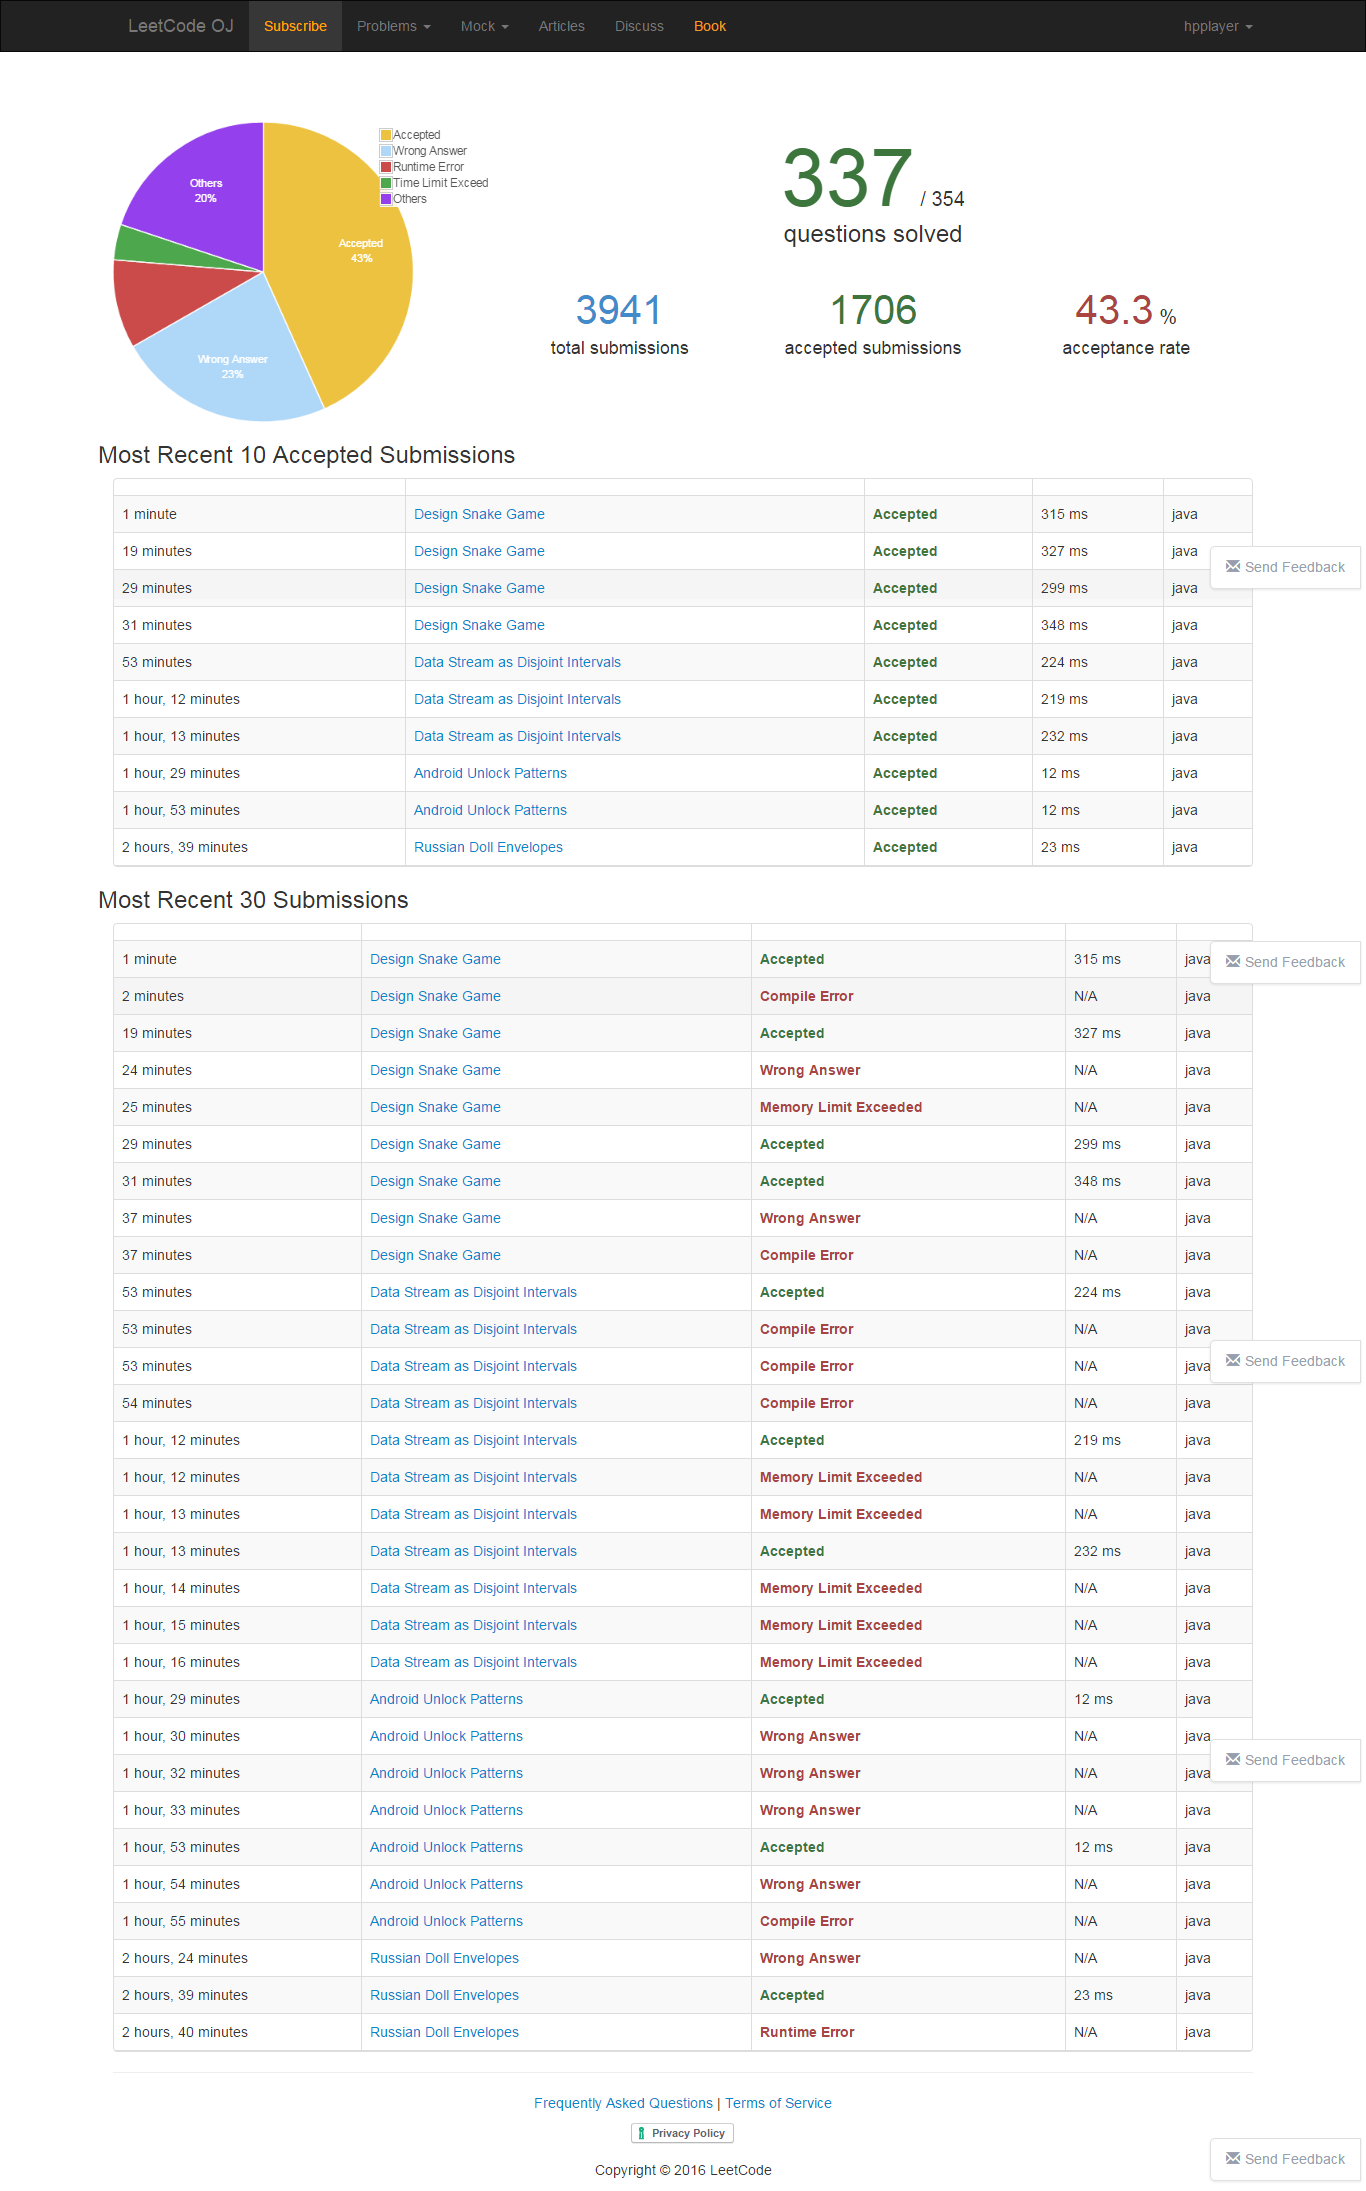 LeetCode OJ Subscribe Problems Mock Articles Discuss Book hpplayer
Accepted
Wrong Answer
Runtime Error
Time Limit Exceed
Others
Others
20%
Accepted
43%
Wrong Answer
23%
337 / 354
questions solved
3941 1706 43.3 %
total submissions accepted submissions acceptance rate
Most Recent 10 Accepted Submissions
1 minute Design Snake Game Accepted 315 ms java
19 minutes Design Snake Game Accepted 327 ms java
Send Feedback
29 minutes Design Snake Game Accepted 299 ms java
31 minutes Design Snake Game Accepted 348 ms java
53 minutes Data Stream as Disjoint Intervals Accepted 224 ms java
1 hour, 12 minutes Data Stream as Disjoint Intervals Accepted 219 ms java
1 hour, 13 minutes Data Stream as Disjoint Intervals Accepted 232 ms java
1 hour, 29 minutes Android Unlock Patterns Accepted 12 ms java
1 hour, 53 minutes Android Unlock Patterns Accepted 12 ms java
2 hours, 39 minutes Russian Doll Envelopes Accepted 23 ms java
Most Recent 30 Submissions
1 minute Design Snake Game Accepted 315 ms java Send Feedback
2 minutes Design Snake Game Compile Error N/A java
19 minutes Design Snake Game Accepted 327 ms java
24 minutes Design Snake Game Wrong Answer N/A java
25 minutes Design Snake Game Memory Limit Exceeded N/A java
29 minutes Design Snake Game Accepted 299 ms java
31 minutes Design Snake Game Accepted 348 ms java
37 minutes Design Snake Game Wrong Answer N/A java
37 minutes Design Snake Game Compile Error N/A java
53 minutes Data Stream as Disjoint Intervals Accepted 224 ms java
53 minutes Data Stream as Disjoint Intervals Compile Error N/A java
53 minutes Data Stream as Disjoint Intervals Compile Error N/A java Send Feedback
54 minutes Data Stream as Disjoint Intervals Compile Error N/A java
1 hour, 12 minutes Data Stream as Disjoint Intervals Accepted 219 ms java
1 hour, 12 minutes Data Stream as Disjoint Intervals Memory Limit Exceeded N/A java
1 hour, 13 minutes Data Stream as Disjoint Intervals Memory Limit Exceeded N/A java
1 hour, 13 minutes Data Stream as Disjoint Intervals Accepted 232 ms java
1 hour, 14 minutes Data Stream as Disjoint Intervals Memory Limit Exceeded N/A java
1 hour, 15 minutes Data Stream as Disjoint Intervals Memory Limit Exceeded N/A java
1 hour, 16 minutes Data Stream as Disjoint Intervals Memory Limit Exceeded N/A java
1 hour, 29 minutes Android Unlock Patterns Accepted 12 ms java
1 hour, 30 minutes Android Unlock Patterns Wrong Answer N/A java
1 hour, 32 minutes Android Unlock Patterns Wrong Answer N/A java Send Feedback
1 hour, 33 minutes Android Unlock Patterns Wrong Answer N/A java
1 hour, 53 minutes Android Unlock Patterns Accepted 12 ms java
1 hour, 54 minutes Android Unlock Patterns Wrong Answer N/A java
1 hour, 55 minutes Android Unlock Patterns Compile Error N/A java
2 hours, 24 minutes Russian Doll Envelopes Wrong Answer N/A java
2 hours, 39 minutes Russian Doll Envelopes Accepted 23 ms java
2 hours, 40 minutes Russian Doll Envelopes Runtime Error N/A java
Frequently Asked Questions | Terms of Service
Privacy Policy
Copyright © 2016 LeetCode
Send Feedback